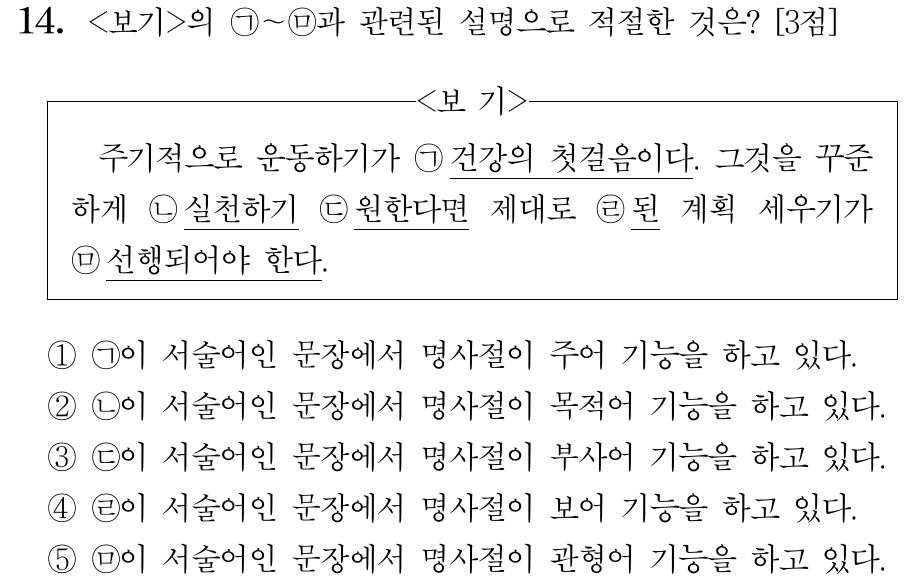 14. <보기>의 ㉠~㉤과 관련된 설명으로 적절한 것은? [3점]
<보 기>
주기적으로 운동하기가 ㉠ 건강의 첫걸음이다. 그것을 꾸준
하게 ㉡ 실천하기 ㉢ 원한다면 제대로 ㉣ 된 계획 세우기가
㉤ 선행되어야 한다.
① ㉠이 서술어인 문장에서 명사절이 주어 기능을 하고 있다.
② ㉡이 서술어인 문장에서 명사절이 목적어 기능을 하고 있다.
③ ㉢이 서술어인 문장에서 명사절이 부사어 기능을 하고 있다.
④ ㉣이 서술어인 문장에서 명사절이 보어 기능을 하고 있다.
⑤ ㉤이 서술어인 문장에서 명사절이 관형어 기능을 하고 있다.